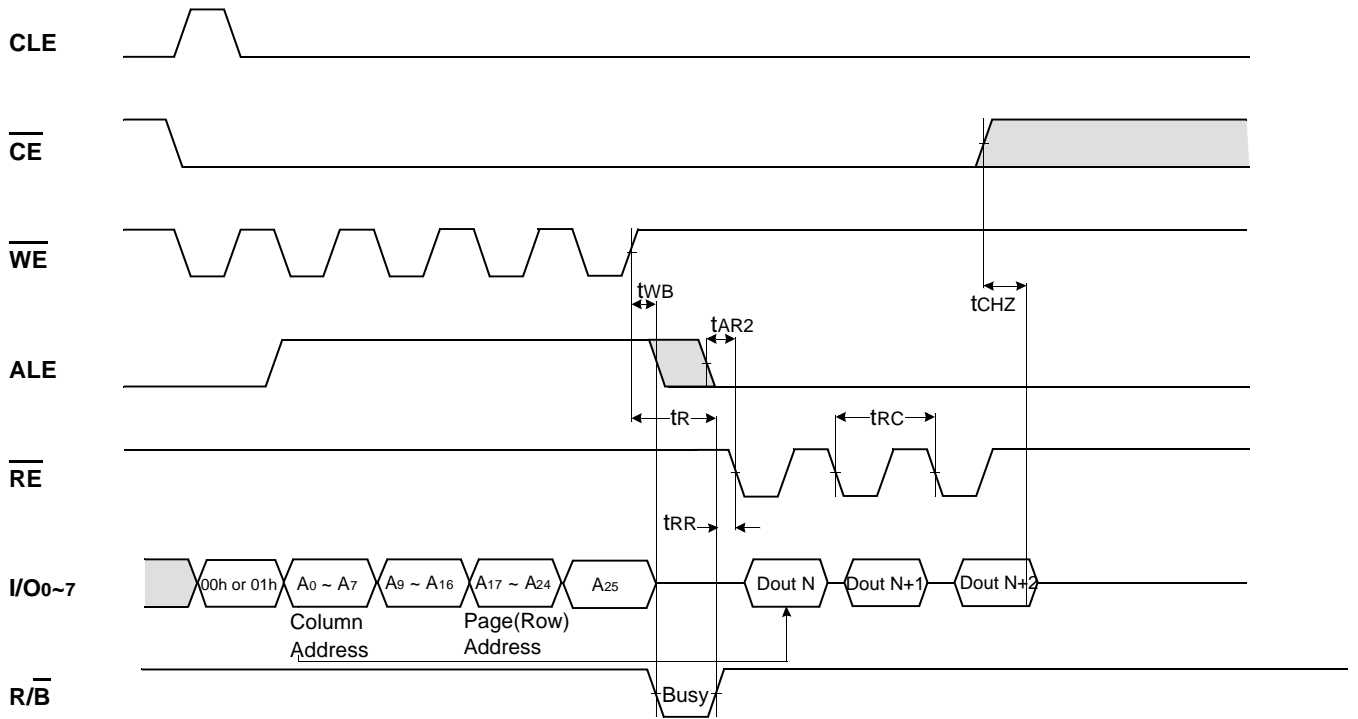 CLE
CE
WE
tWB
tCHZ
tAR2
ALE
tR
tRC
RE
tRR
I/O0~7
00h or 01h
A0 ~ A7
A9 ~ A16
A17 ~ A24
A25
Dout N
Dout N+1
Dout N+2
Column
Address
Page(Row)
Address
R/B
Busy